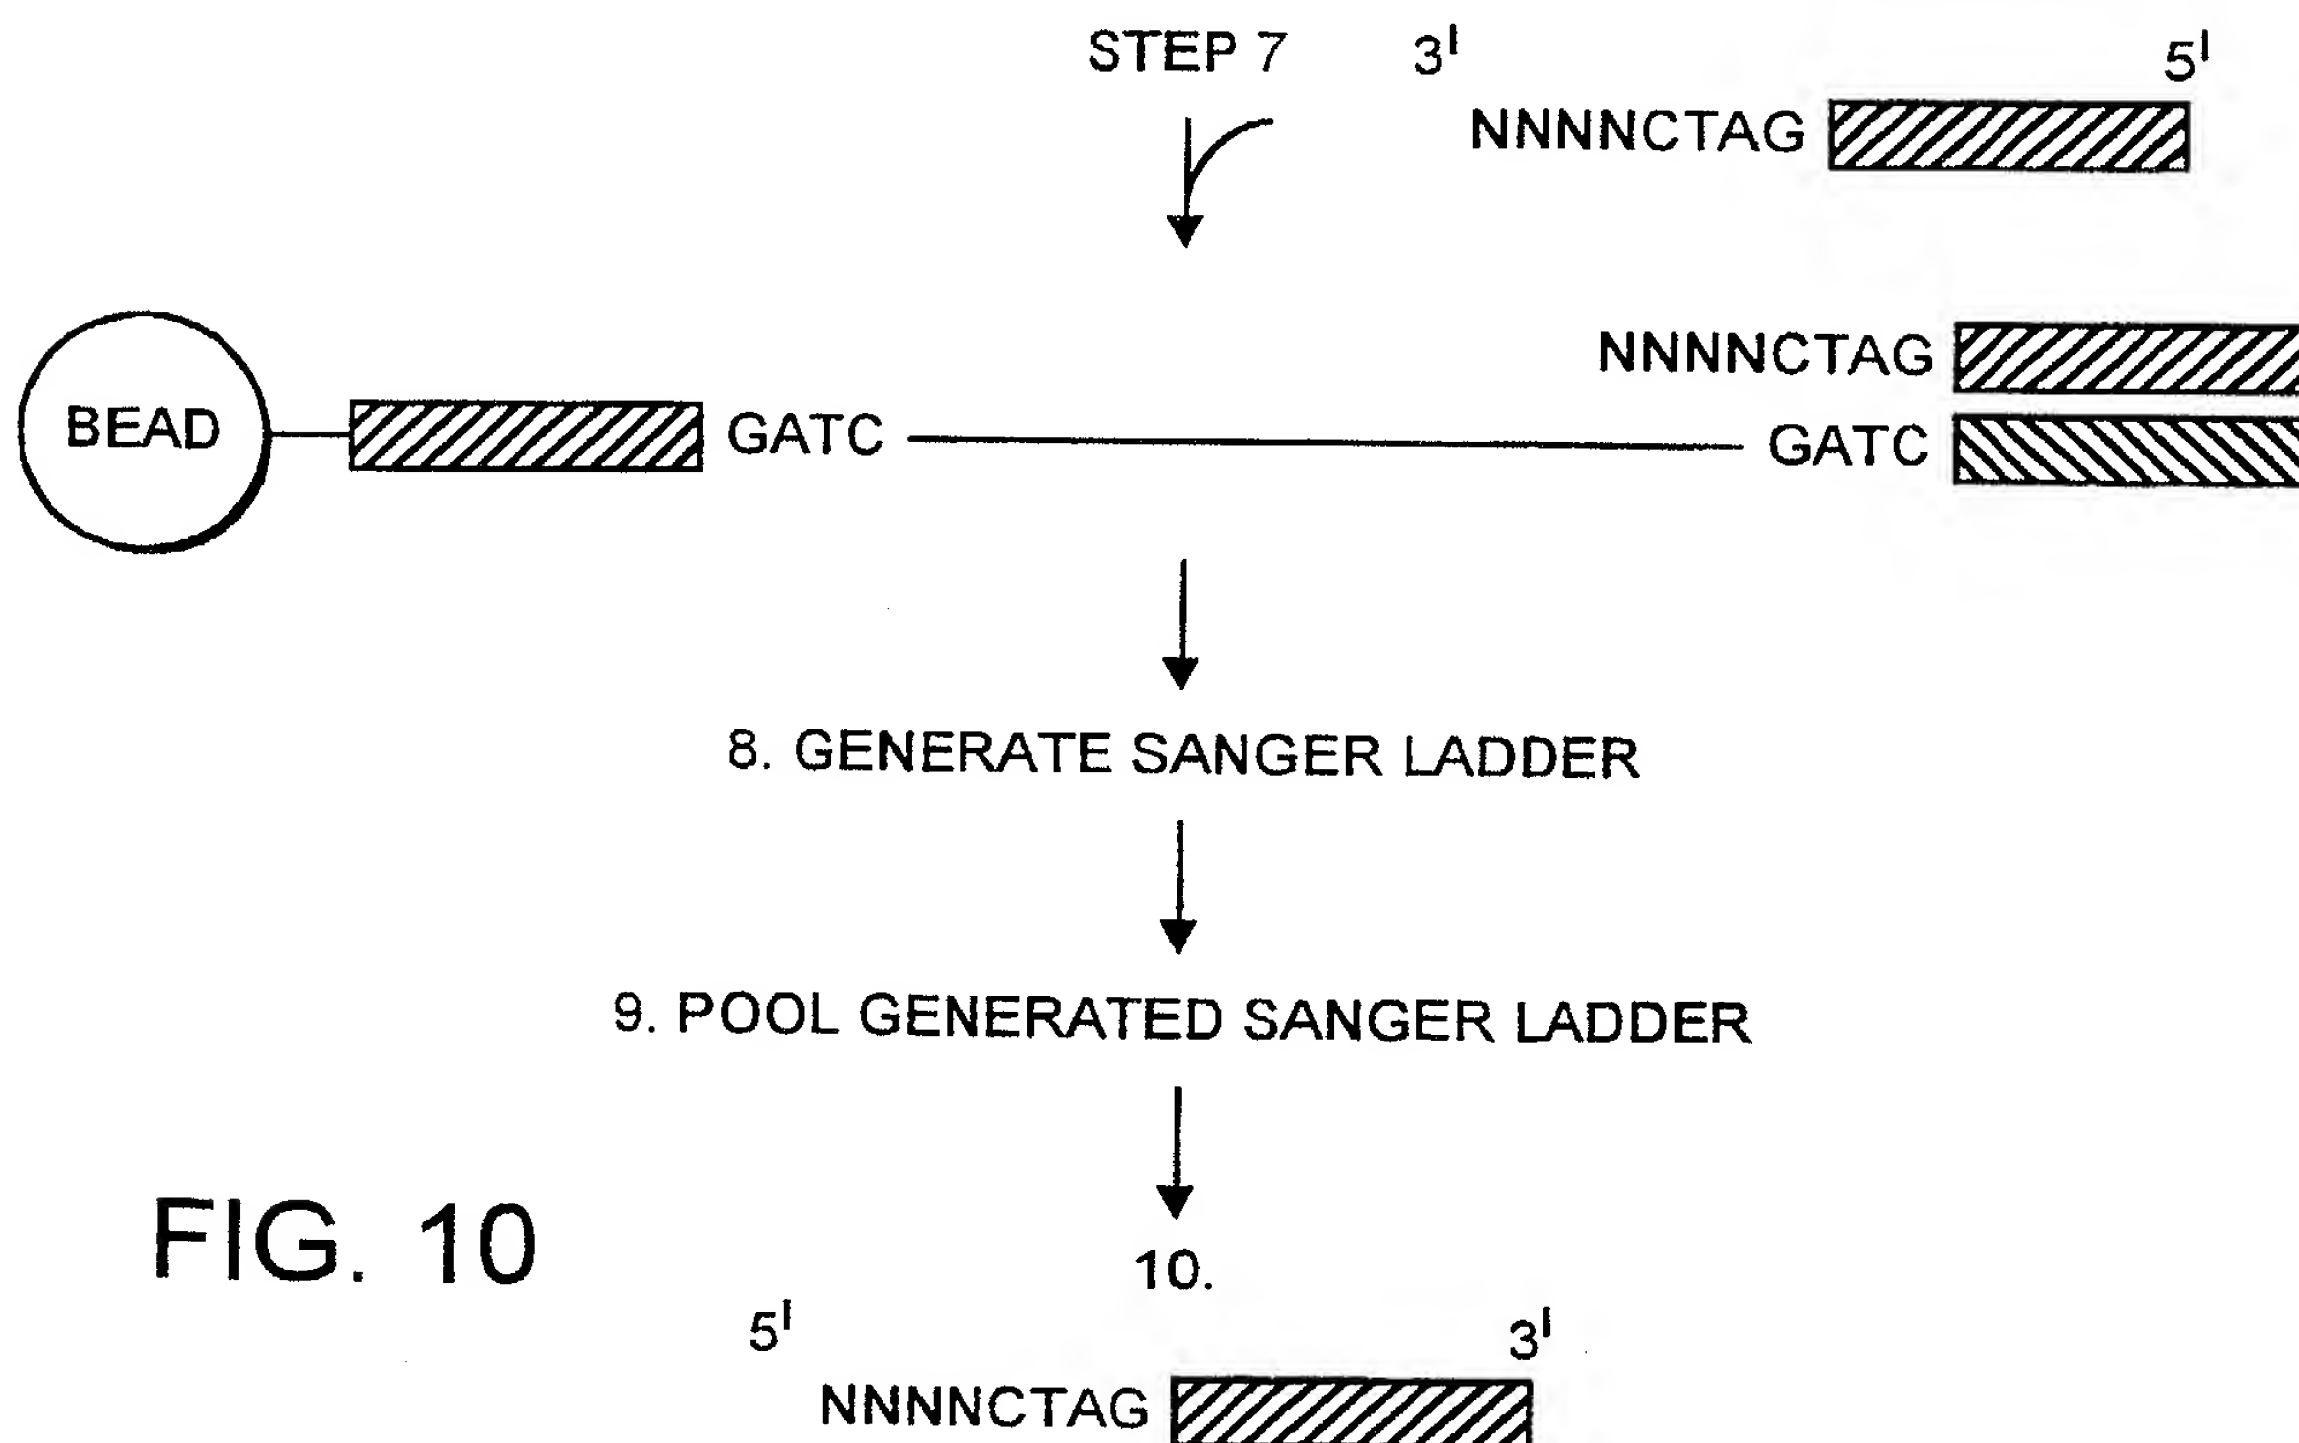 STEP 7 3' 5'
NNNNCTAG
NNNNCTAG
BEAD GATC GATC
8. GENERATE SANGER LADDER
9. POOL GENERATED SANGER LADDER
FIG. 10
10.
5' 3'
NNNNCTAG